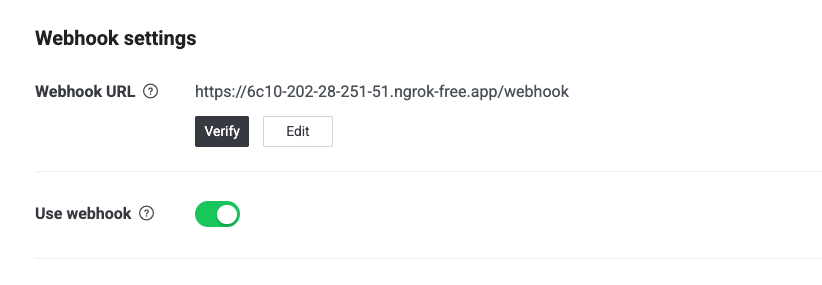 Webhook settings
Webhook URL ?
https://6c10-202-28-251-51.ngrok-free.app/webhook
Verify
Edit
Use webhook ?